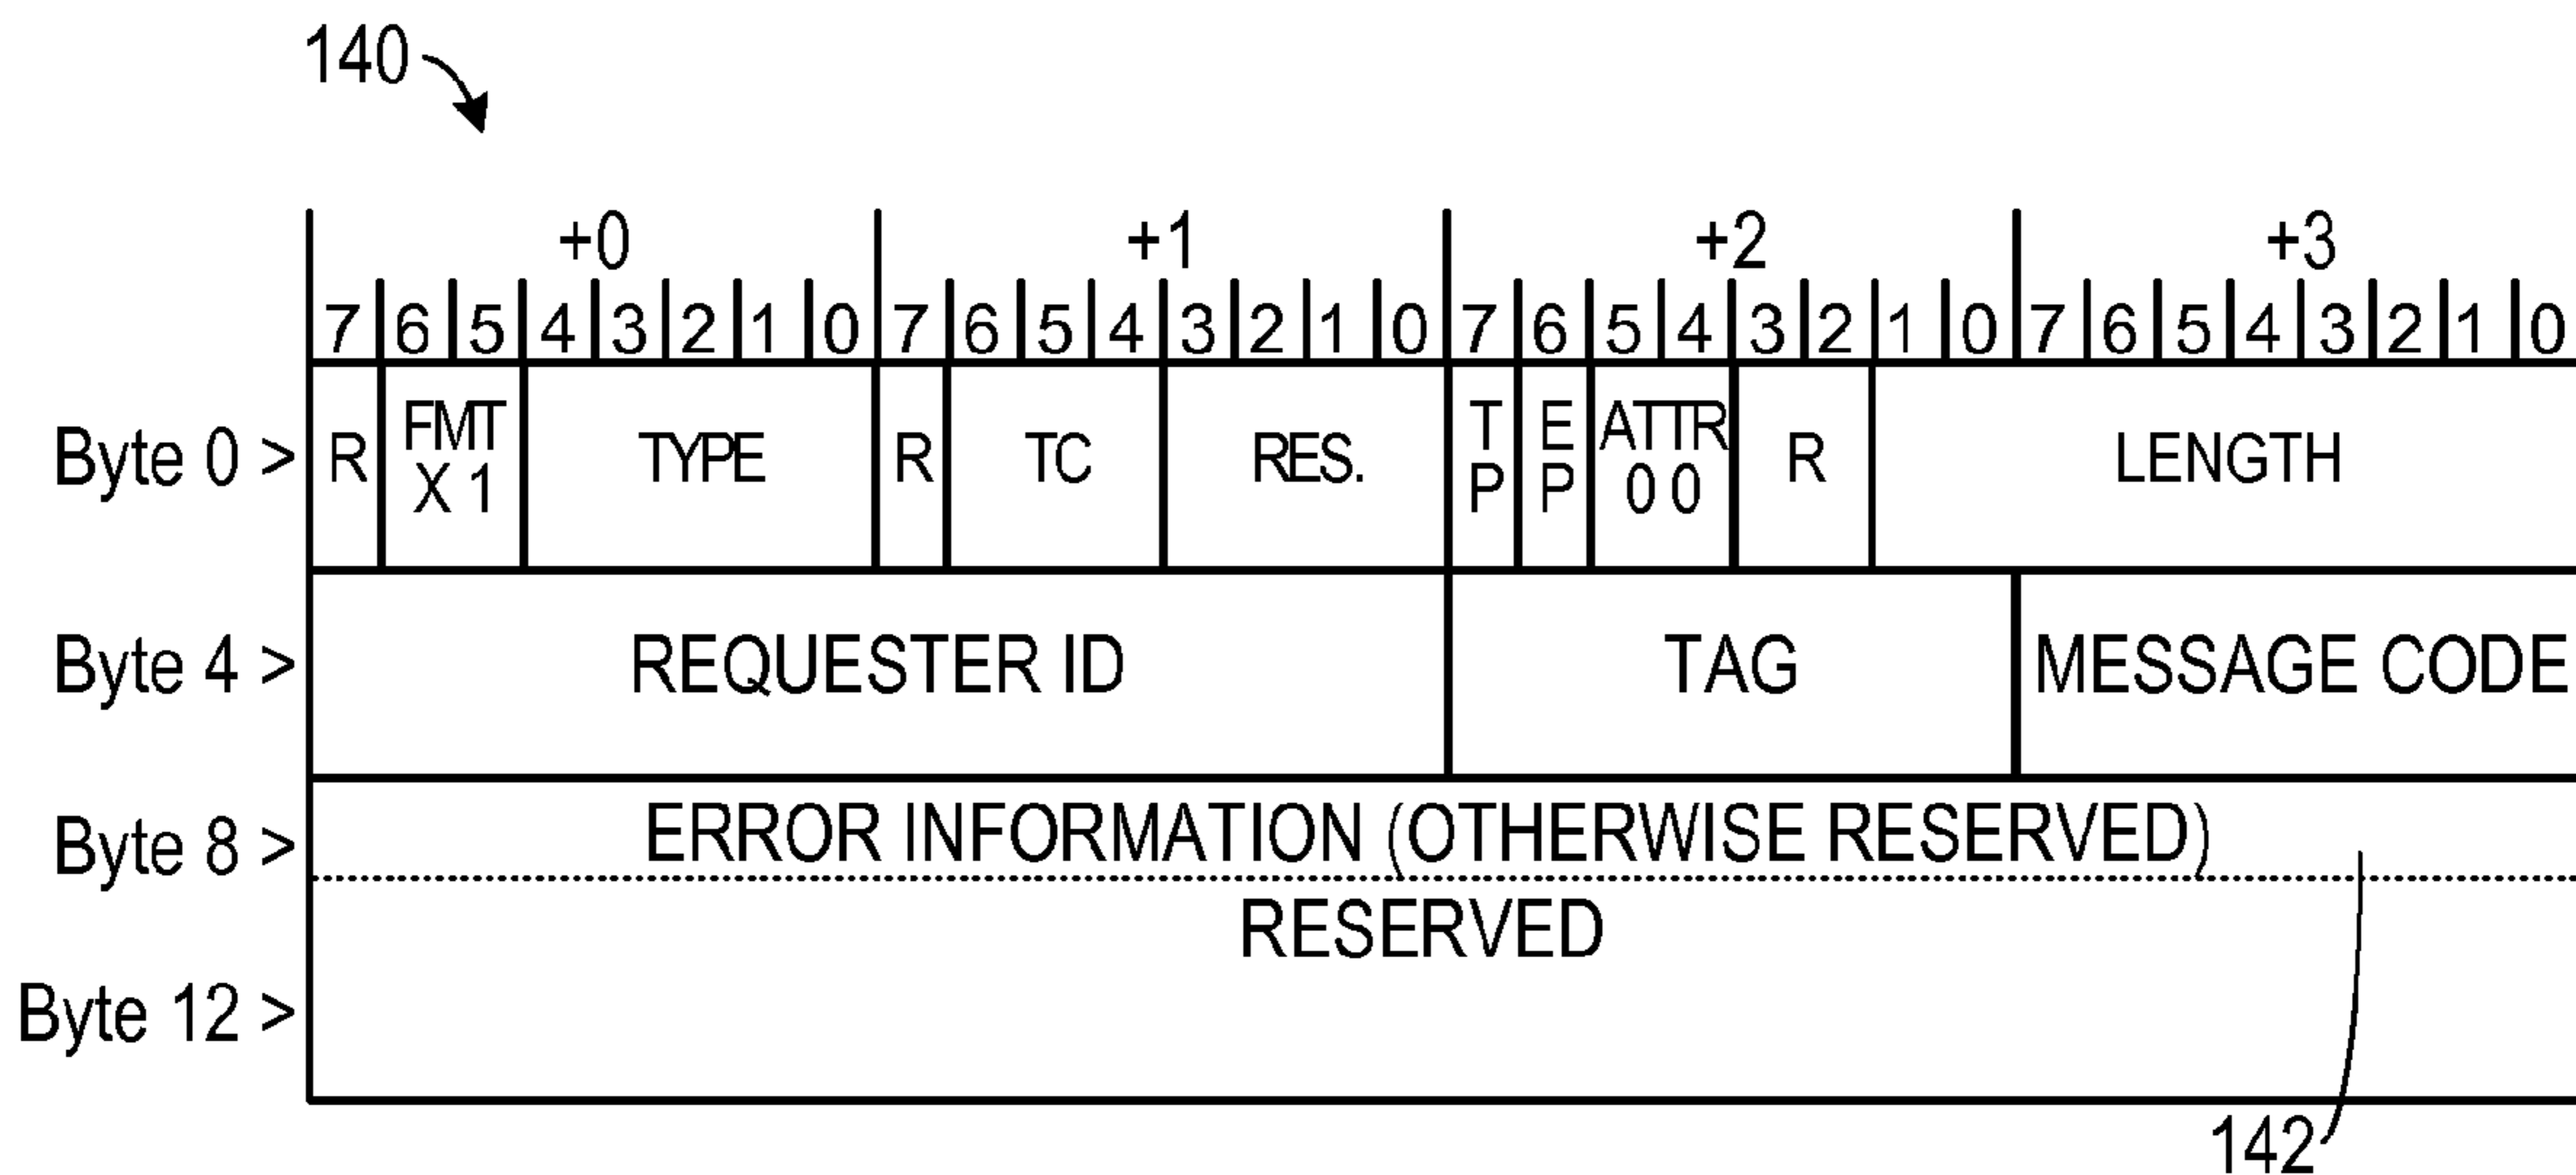 140
+0 +1 +2 +3
7 6 5 4 3 2 1 0 7 6 5 4 3 2 1 0 7 6 5 4 3 2 1 0 7 6 5 4 3 2 1 0
Byte 0 > R FMT X 1 TYPE R TC RES. TP EP ATTR 0 0 R LENGTH
Byte 4 > REQUESTER ID TAG MESSAGE CODE
Byte 8 > ERROR INFORMATION (OTHERWISE RESERVED)
RESERVED
Byte 12 >
142